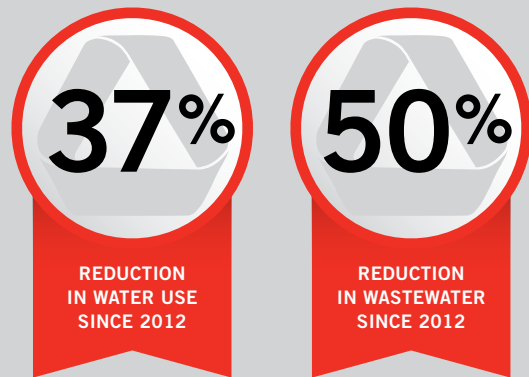 37%
REDUCTION
IN WATER USE
SINCE 2012
50%
REDUCTION
IN WASTEWATER
SINCE 2012